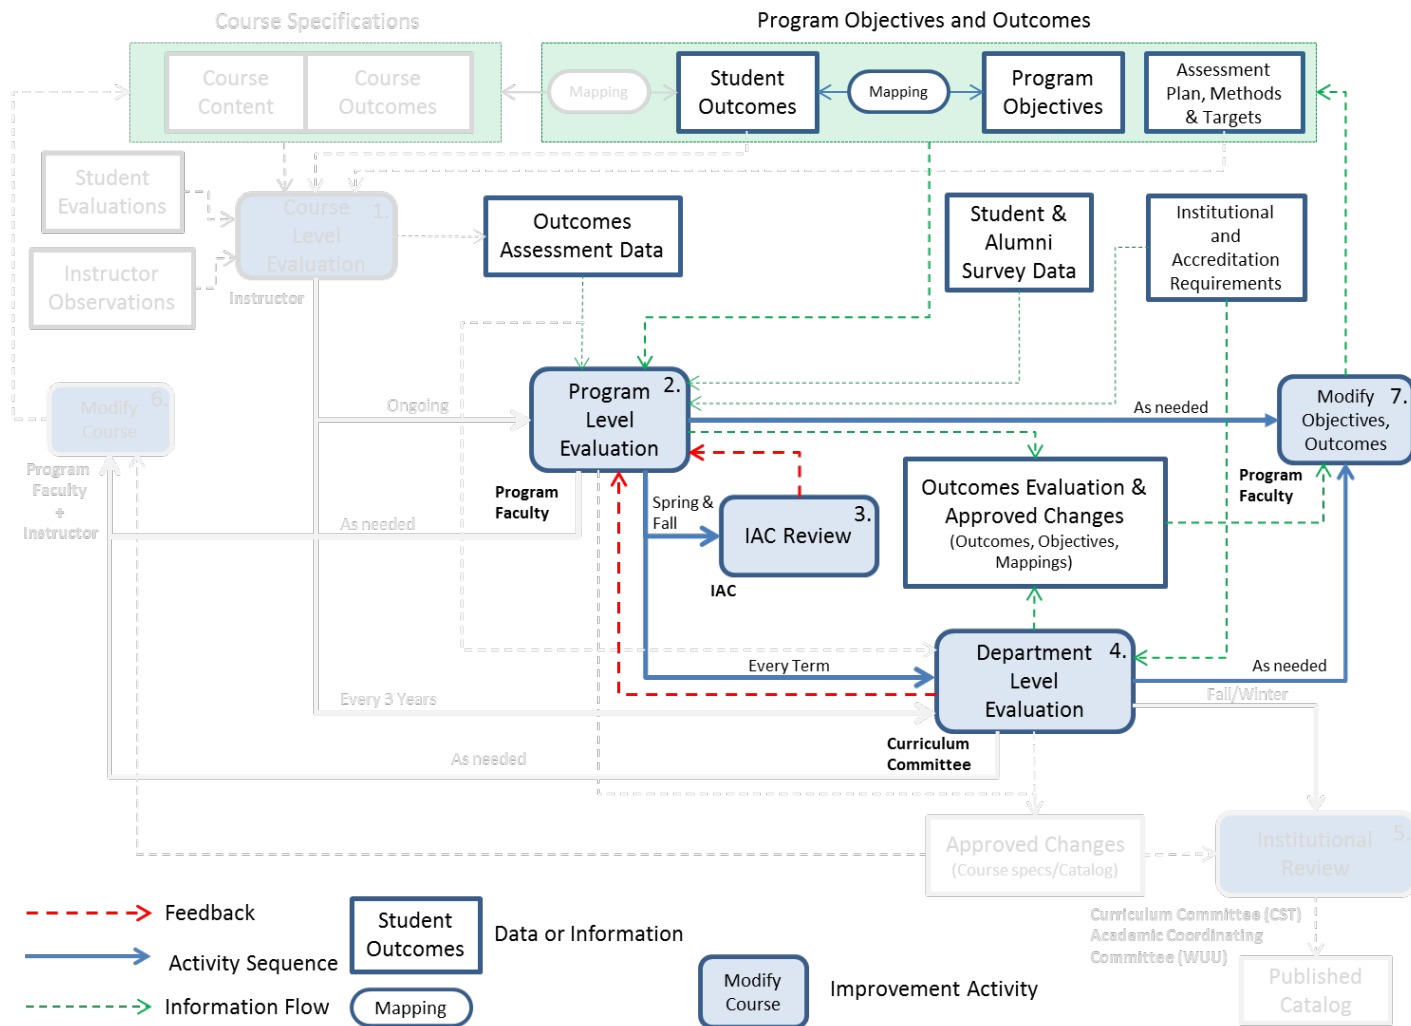 Course Specifications
Program Objectives and Outcomes
Course
Content
Course
Outcomes
Mapping
Student
Outcomes
Mapping
Program
Objectives
Assessment
Plan, Methods
& Targets
Student
Evaluations
Instructor
Observations
1.
Course
Level
Evaluation
Instructor
Outcomes
Assessment Data
Student &
Alumni
Survey Data
Institutional
and
Accreditation
Requirements
6.
Modify
Course
Program
Faculty
+
Instructor
Ongoing
As needed
2.
Program
Level
Evaluation
Program
Faculty
Spring &
Fall
3.
IAC Review
IAC
As needed
7.
Modify
Objectives,
Outcomes
Program
Faculty
Outcomes Evaluation &
Approved Changes
(Outcomes, Objectives,
Mappings)
Every Term
Every 3 Years
As needed
4.
Department
Level
Evaluation
Curriculum
Committee
As needed
Fall/Winter
Approved Changes
(Course specs/Catalog)
5.
Institutional
Review
Curriculum Committee (CST)
Academic Coordinating
Committee (WUU)
Published
Catalog
Feedback
Activity Sequence
Information Flow
Student
Outcomes
Data or Information
Mapping
Modify
Course
Improvement Activity